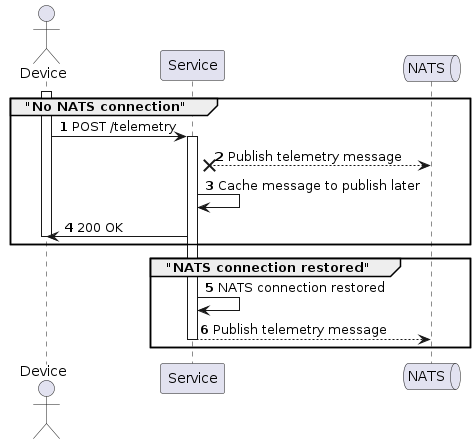 Device
Service
NATS
"No NATS connection"
1 POST /telemetry
2 Publish telemetry message
3 Cache message to publish later
4 200 OK
"NATS connection restored"
5 NATS connection restored
6 Publish telemetry message
Device
Service
NATS